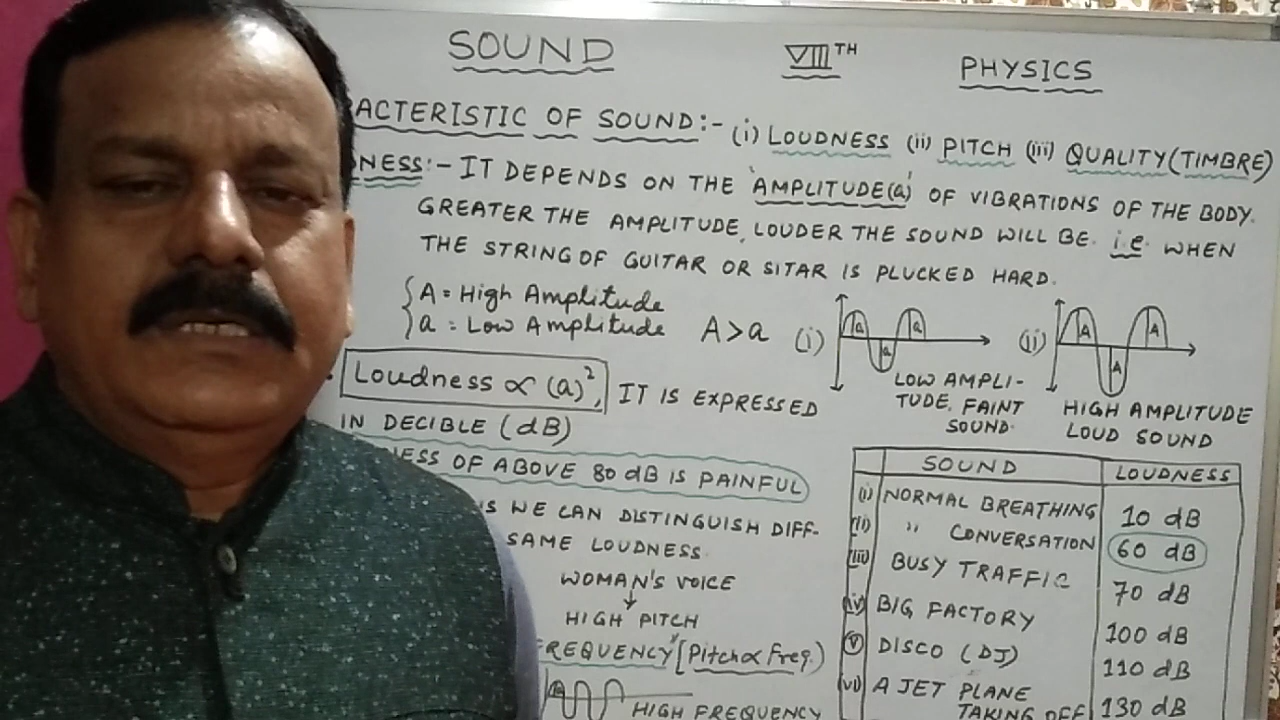 SOUND VIIITH PHYSICS
ACTERISTIC OF SOUND:- (i) LOUDNESS (ii) PITCH (iii) QUALITY(TIMBRE)
NESS:- IT DEPENDS ON THE 'AMPLITUDE(a)' OF VIBRATIONS OF THE BODY.
GREATER THE AMPLITUDE, LOUDER THE SOUND WILL BE. i.e. WHEN
THE STRING OF GUITAR OR SITAR IS PLUCKED HARD.
A = High Amplitude
a = Low Amplitude A > a (i) a a a (ii) A A A
LOW AMPLI-
TUDE, FAINT
SOUND.
HIGH AMPLITUDE
LOUD SOUND
Loudness ∝ (a)², IT IS EXPRESSED
IN DECIBLE (dB)
NESS OF ABOVE 80 dB IS PAINFUL
IS WE CAN DISTINGUISH DIFF-
SAME LOUDNESS.
WOMAN'S VOICE
↓
HIGH PITCH
FREQUENCY [Pitch ∝ Freq.)
HIGH FREQUENCY
SOUND LOUDNESS
(i) NORMAL BREATHING 10 dB
(ii) " CONVERSATION 60 dB
(iii) BUSY TRAFFIC 70 dB
(iv) BIG FACTORY 100 dB
(v) DISCO (DJ) 110 dB
(vi) A JET PLANE
TAKING OFF 130 dB